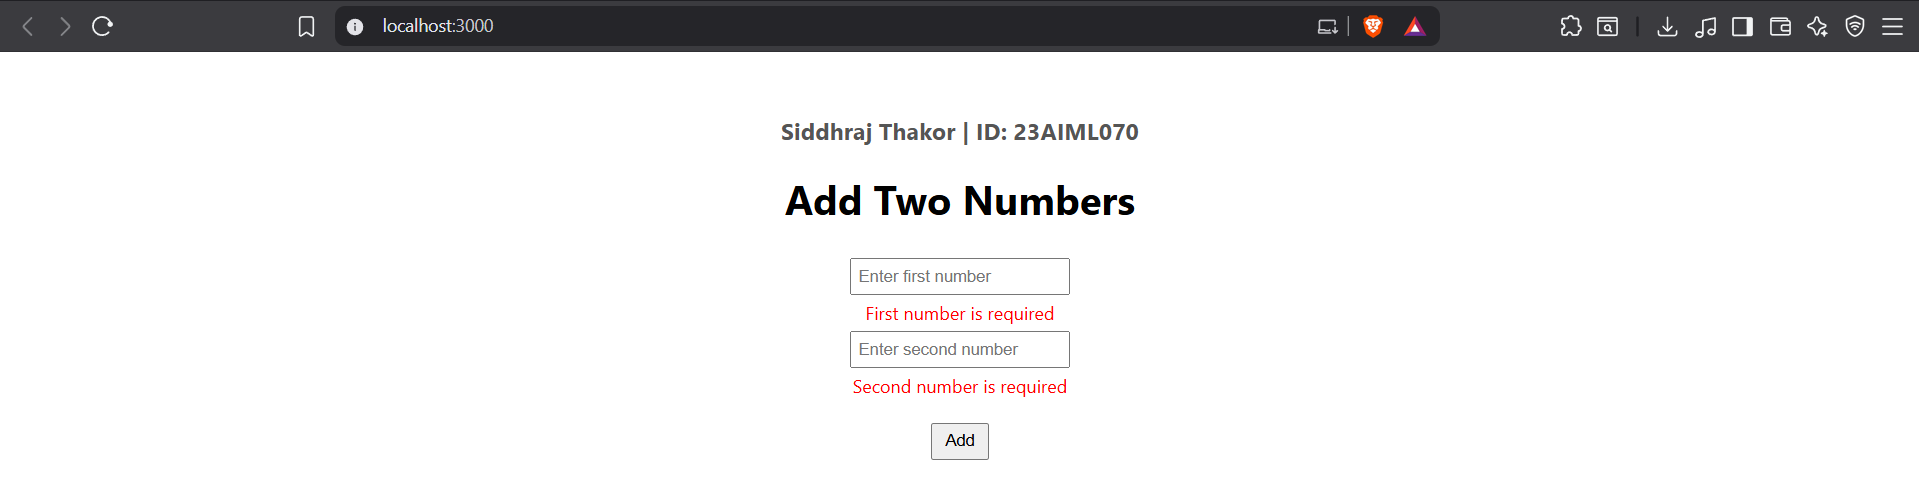 localhost:3000
Siddhraj Thakor | ID: 23AIML070
Add Two Numbers
Enter first number
First number is required
Enter second number
Second number is required
Add